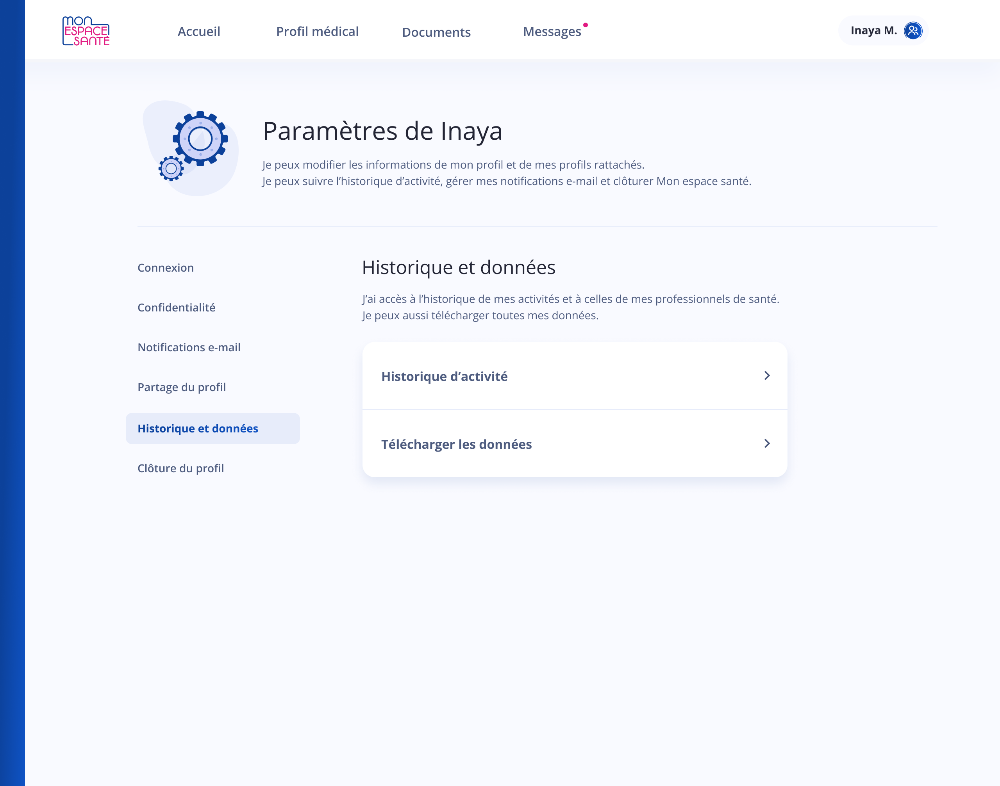 mon
ESPACE
SANTÉ
Accueil
Profil médical
Documents
Messages
Inaya M.
Paramètres de Inaya
Je peux modifier les informations de mon profil et de mes profils rattachés.
Je peux suivre l’historique d’activité, gérer mes notifications e-mail et clôturer Mon espace santé.
Connexion
Confidentialité
Notifications e-mail
Partage du profil
Historique et données
Clôture du profil
Historique et données
J’ai accès à l’historique de mes activités et à celles de mes professionnels de santé.
Je peux aussi télécharger toutes mes données.
Historique d’activité
Télécharger les données